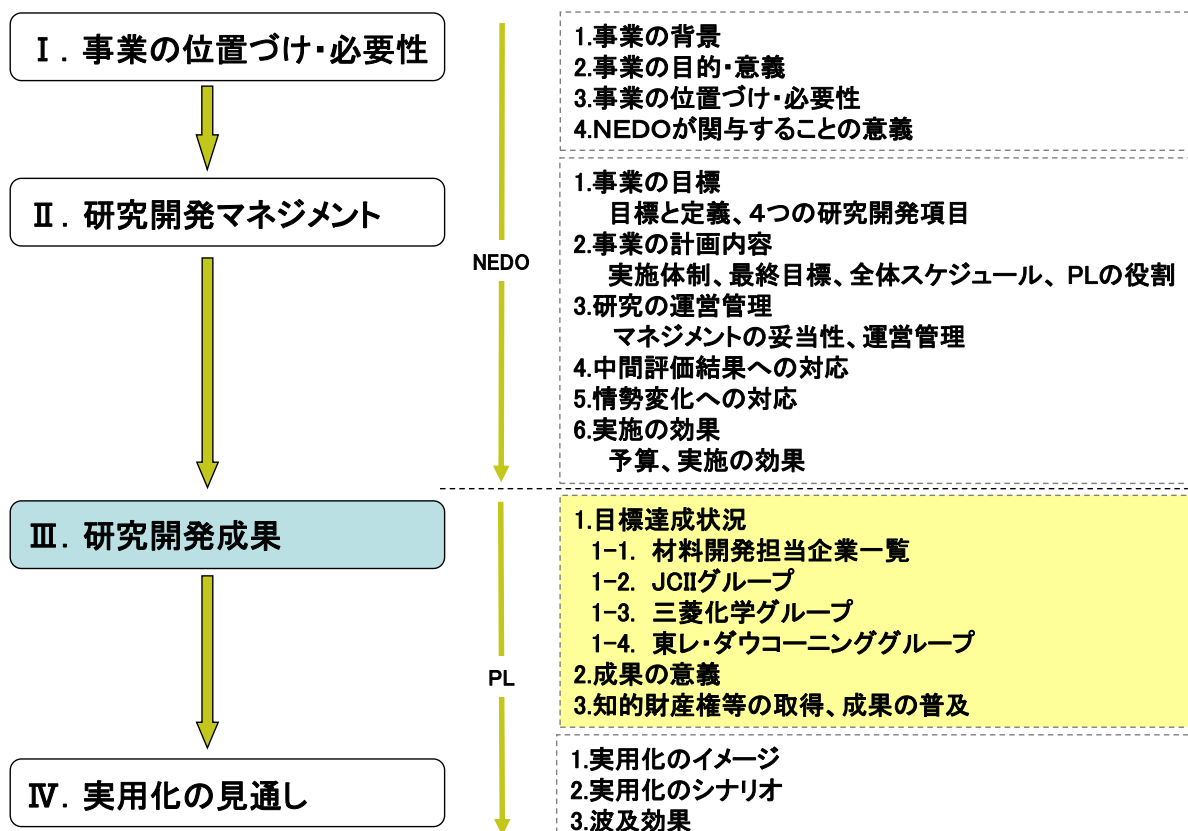 Ⅰ. 事業の位置づけ・必要性
1.事業の背景
2.事業の目的・意義
3.事業の位置づけ・必要性
4.NEDOが関与することの意義
Ⅱ. 研究開発マネジメント
1.事業の目標
目標と定義、4つの研究開発項目
2.事業の計画内容
実施体制、最終目標、全体スケジュール、PLの役割
3.研究の運営管理
マネジメントの妥当性、運営管理
4.中間評価結果への対応
5.情勢変化への対応
6.実施の効果
予算、実施の効果
NEDO
Ⅲ. 研究開発成果
1.目標達成状況
1-1. 材料開発担当企業一覧
1-2. JCIIグループ
1-3. 三菱化学グループ
1-4. 東レ・ダウコーニンググループ
2.成果の意義
3.知的財産権等の取得、成果の普及
PL
Ⅳ. 実用化の見通し
1.実用化のイメージ
2.実用化のシナリオ
3.波及効果